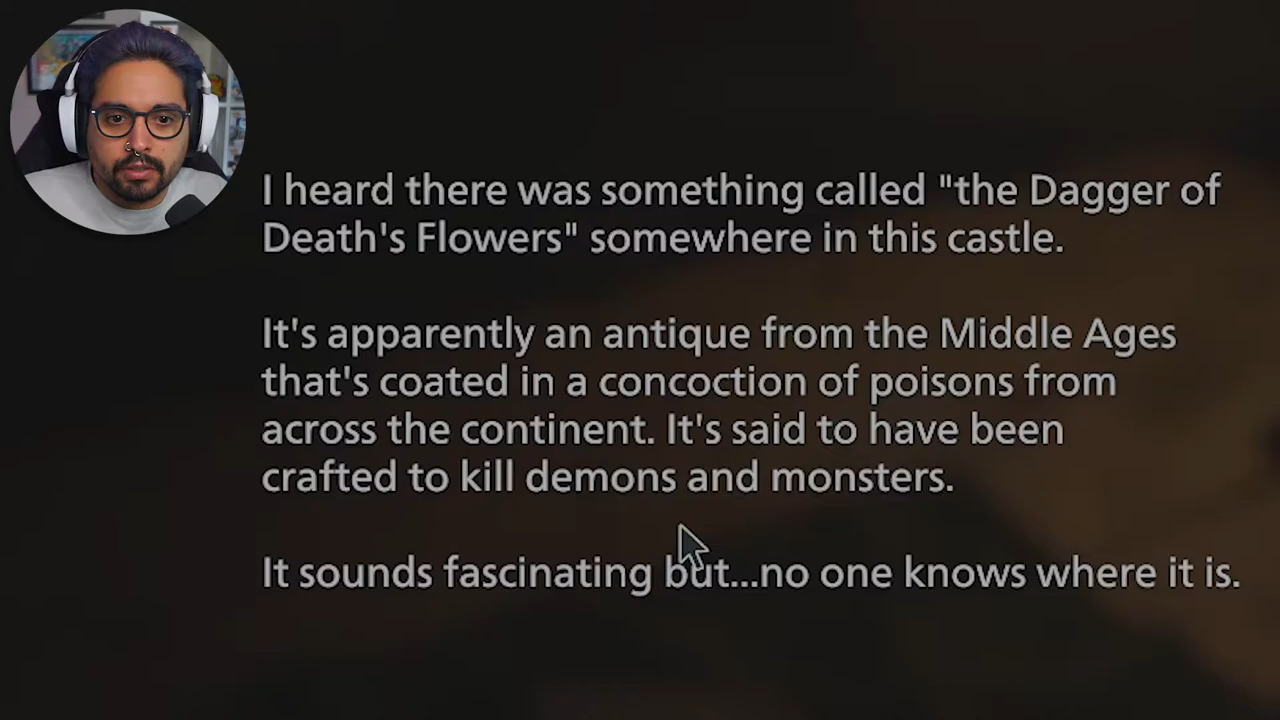 I heard there was something called "the Dagger of
Death's Flowers" somewhere in this castle.
It's apparently an antique from the Middle Ages
that's coated in a concoction of poisons from
across the continent. It's said to have been
crafted to kill demons and monsters.
It sounds fascinating but...no one knows where it is.